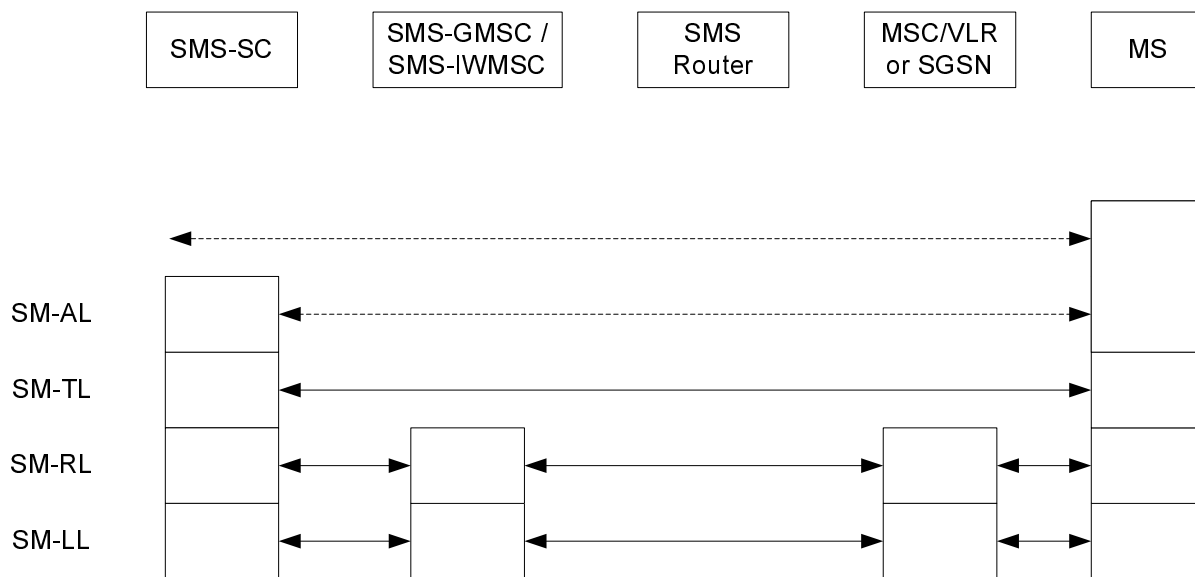 SMS-SC
SMS-GMSC /
SMS-IWMSC
SMS
Router
MSC/VLR
or SGSN
MS
SM-AL
SM-TL
SM-RL
SM-LL